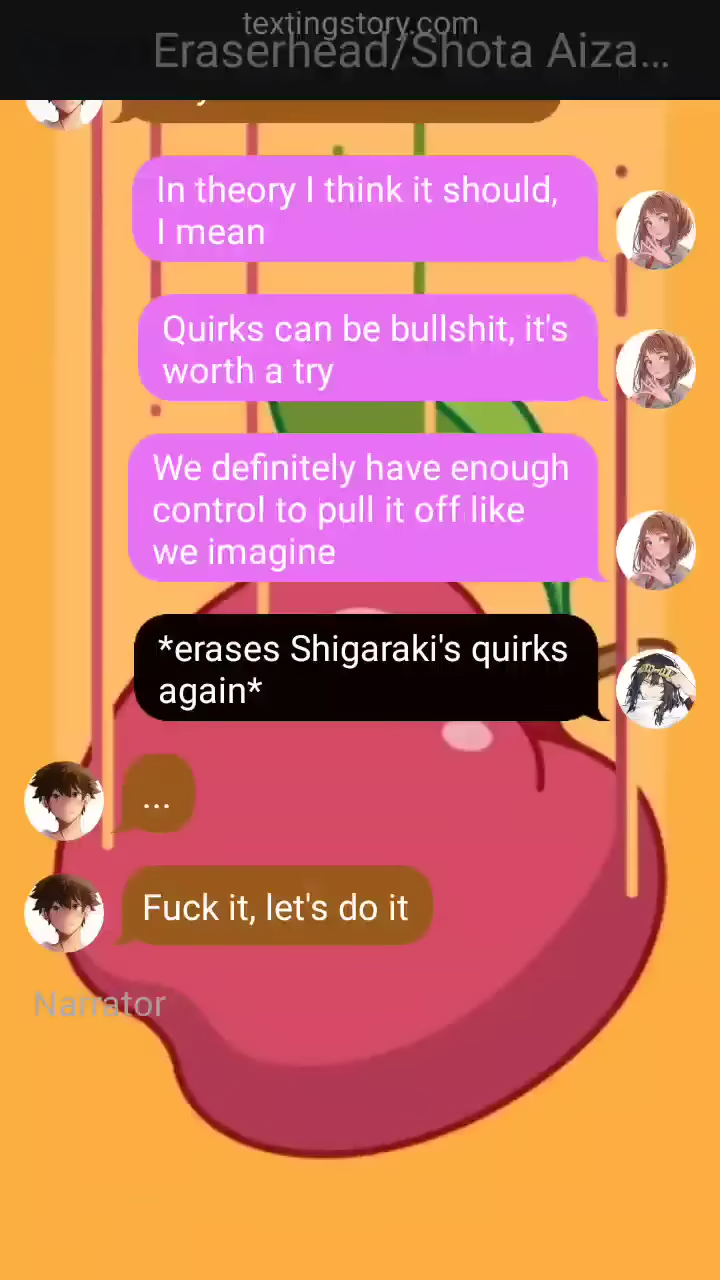 textingstory.com
Eraserhead/Shota Aiza...
In theory I think it should,
I mean
Quirks can be bullshit, it's
worth a try
We definitely have enough
control to pull it off like
we imagine
*erases Shigaraki's quirks
again*
...
Fuck it, let's do it
Narrator